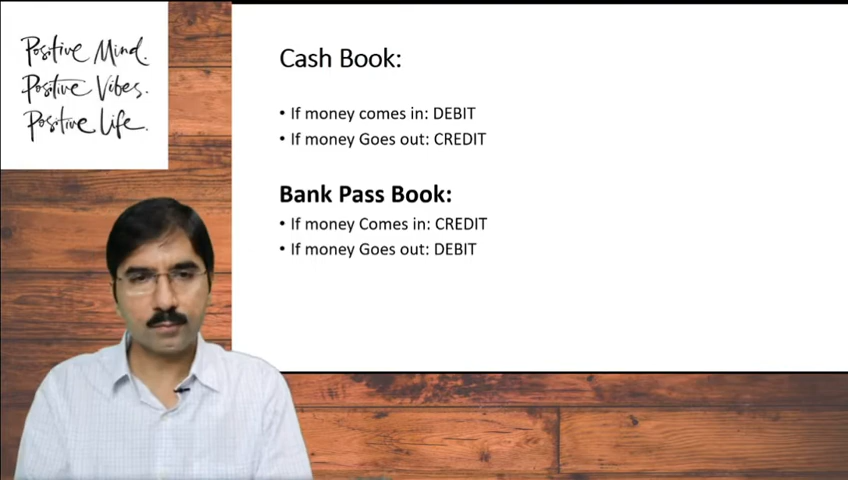 Positive Mind.
Positive Vibes.
Positive Life.
Cash Book:
• If money comes in: DEBIT
• If money Goes out: CREDIT
Bank Pass Book:
• If money Comes in: CREDIT
• If money Goes out: DEBIT